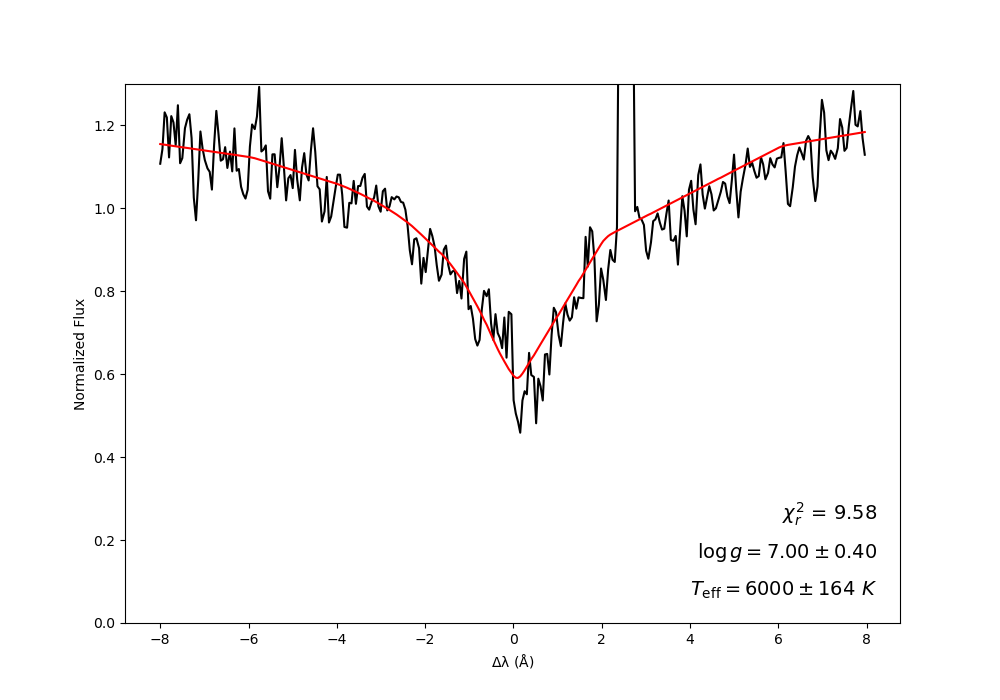 1.2
1.0
0.8
0.6
0.4
0.2
0.0
Normalized Flux
χ²ᵣ = 9.58
log g = 7.00 ± 0.40
T_eff = 6000 ± 164 K
−8 −6 −4 −2 0 2 4 6 8
Δλ (Å)